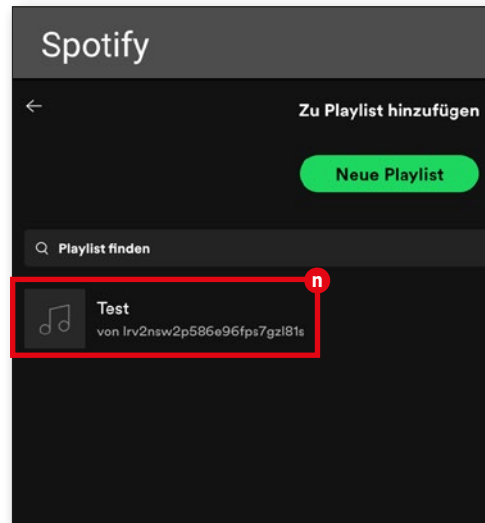 Spotify
Zu Playlist hinzufügen
Neue Playlist
Playlist finden
n
Test
von lrv2nsw2p586e96fps7gzl81s